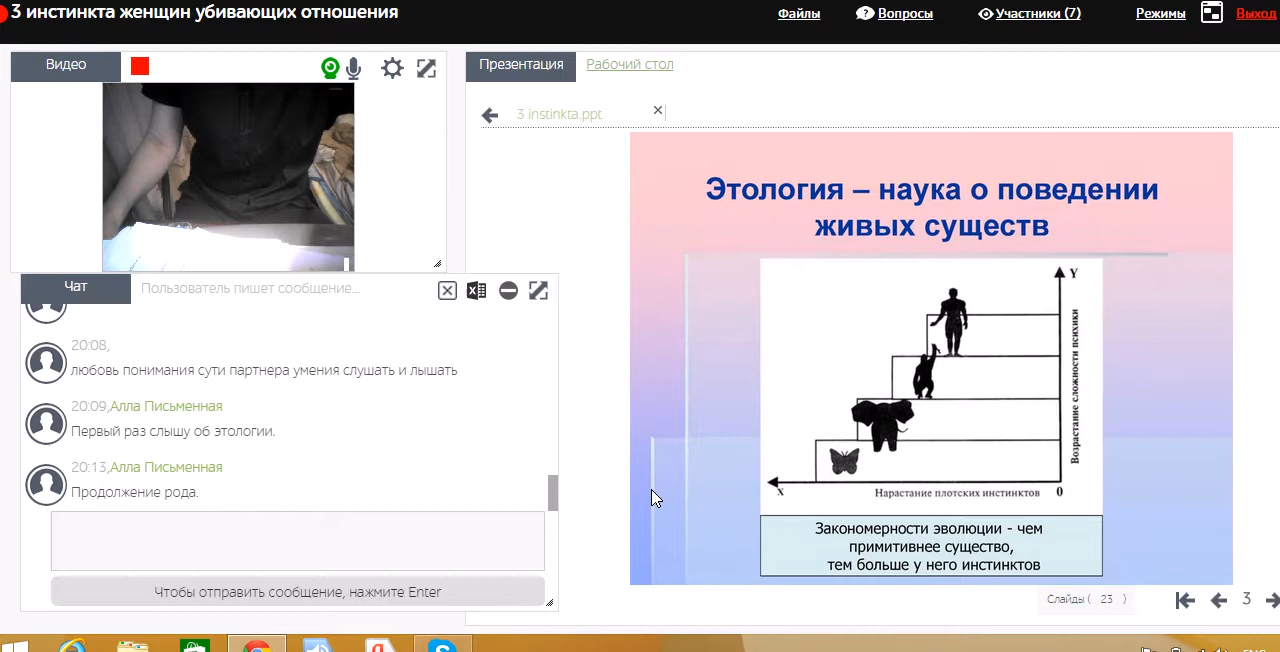 3 инстинкта женщин убивающих отношения
Файлы
? Вопросы
Участники (7)
Режимы
Выход
Видео
Презентация
Рабочий стол
3 instinkta.ppt
Этология – наука о поведении
живых существ
Y
Возрастание сложности психики
X
Нарастание плотских инстинктов
0
Закономерности эволюции - чем
примитивнее существо,
тем больше у него инстинктов
Слайды ( 23 )
3
Чат
Пользователь пишет сообщение...
20:08,
любовь понимания сути партнера умения слушать и лышать
20:09,Алла Письменная
Первый раз слышу об этологии.
20:13,Алла Письменная
Продолжение рода.
Чтобы отправить сообщение, нажмите Enter